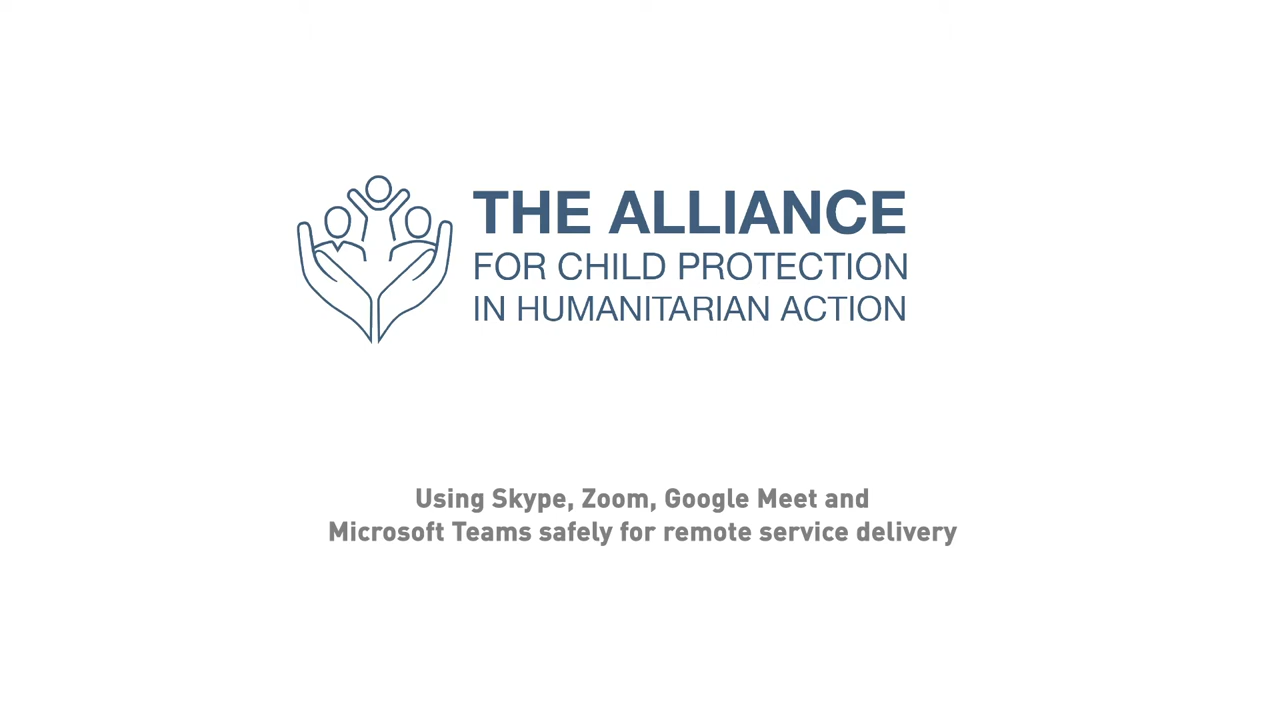 THE ALLIANCE
FOR CHILD PROTECTION
IN HUMANITARIAN ACTION
Using Skype, Zoom, Google Meet and
Microsoft Teams safely for remote service delivery